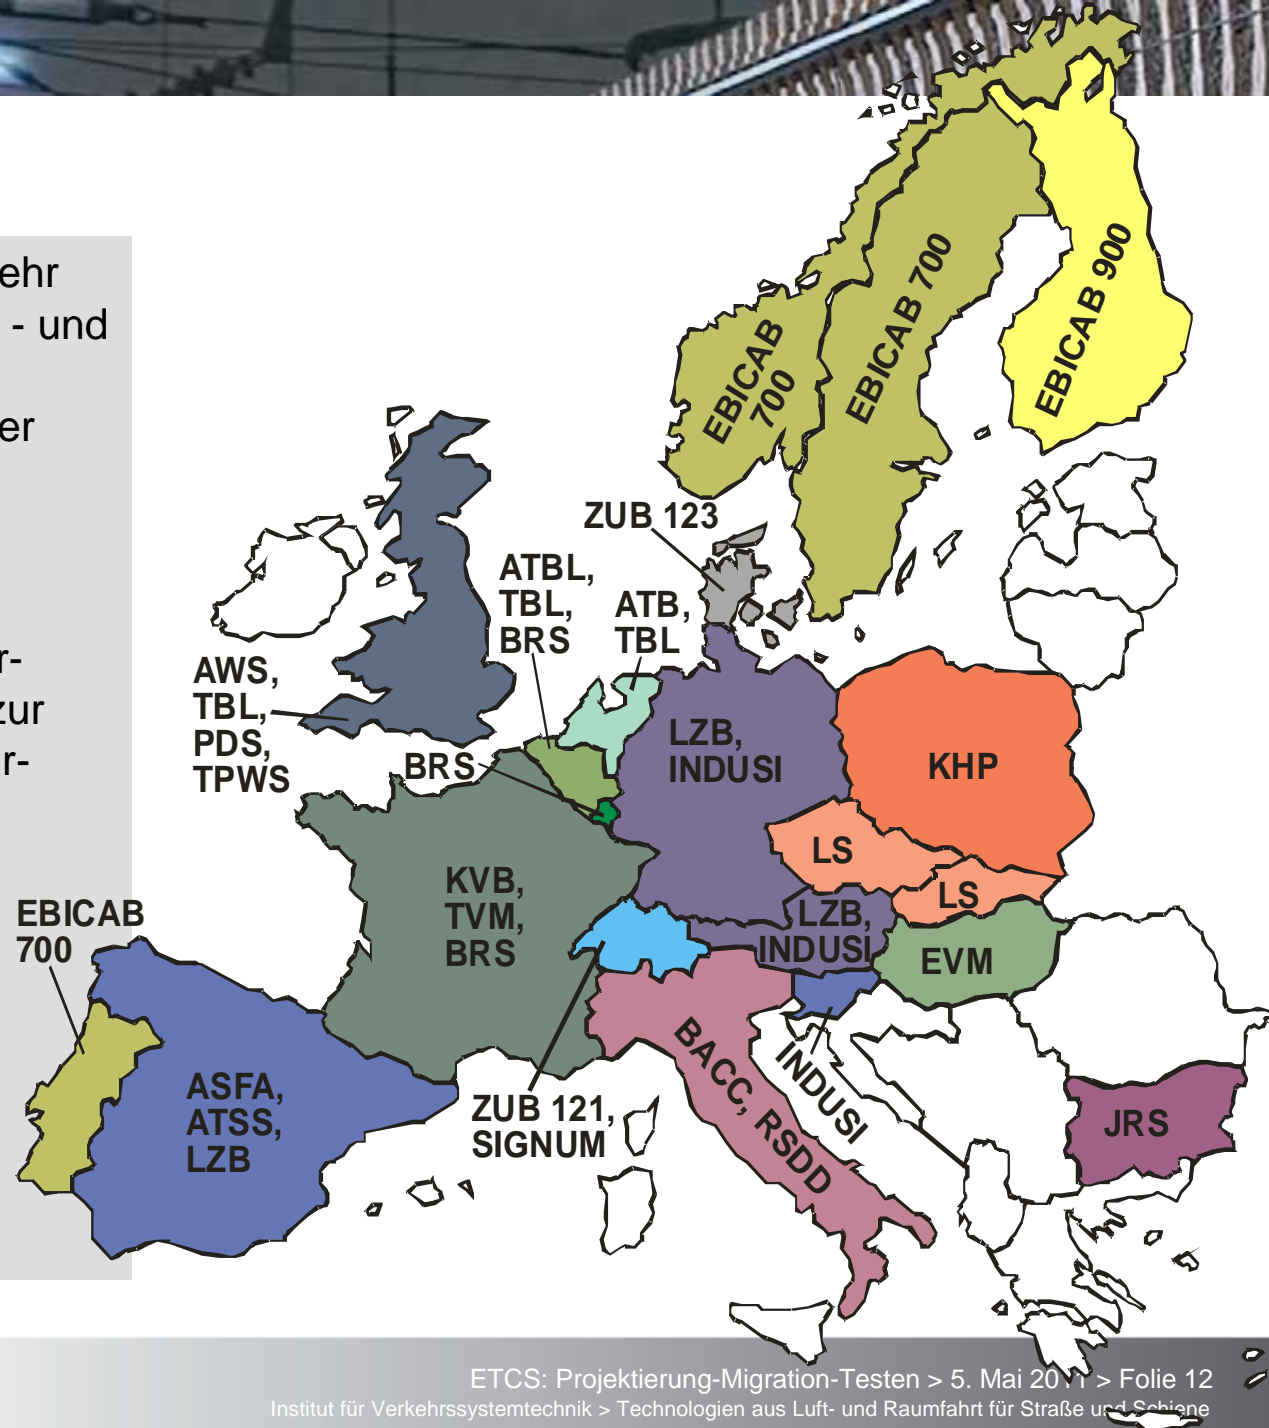 ehr
- und
er
r-
zur
r-
EBICAB 700
EBICAB
700
EBICAB 900
ZUB 123
ATBL,
TBL,
BRS
ATB,
TBL
AWS,
TBL,
PDS,
TPWS
BRS
LZB,
INDUSI
KHP
LS
LS
KVB,
TVM,
BRS
LZB,
INDUSI
EVM
EBICAB
700
ASFA,
ATSS,
LZB
ZUB 121,
SIGNUM
BACC, RSDD
INDUSI
JRS
ETCS: Projektierung-Migration-Testen > 5. Mai 2011 > Folie 12
Institut für Verkehrssystemtechnik > Technologien aus Luft- und Raumfahrt für Straße und Schiene